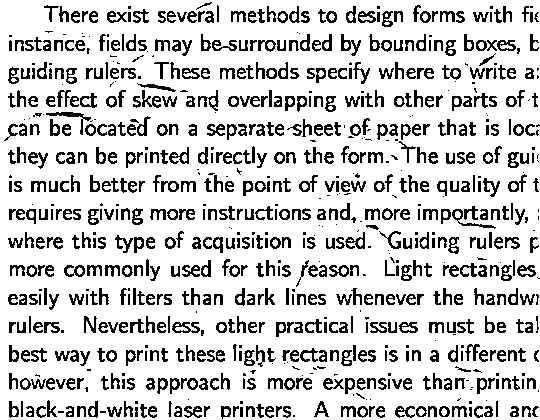 There exist several methods to design forms with fie
instance, fields may be surrounded by bounding boxes, b
guiding rulers. These methods specify where to write a
the effect of skew and overlapping with other parts of t
can be located on a separate sheet of paper that is loca
they can be printed directly on the form. The use of gui
is much better from the point of view of the quality of t
requires giving more instructions and, more importantly,
where this type of acquisition is used. Guiding rulers p
more commonly used for this reason. Light rectangles
easily with filters than dark lines whenever the handwr
rulers. Nevertheless, other practical issues must be tak
best way to print these light rectangles is in a different c
however, this approach is more expensive than printin
black-and-white laser printers. A more economical and